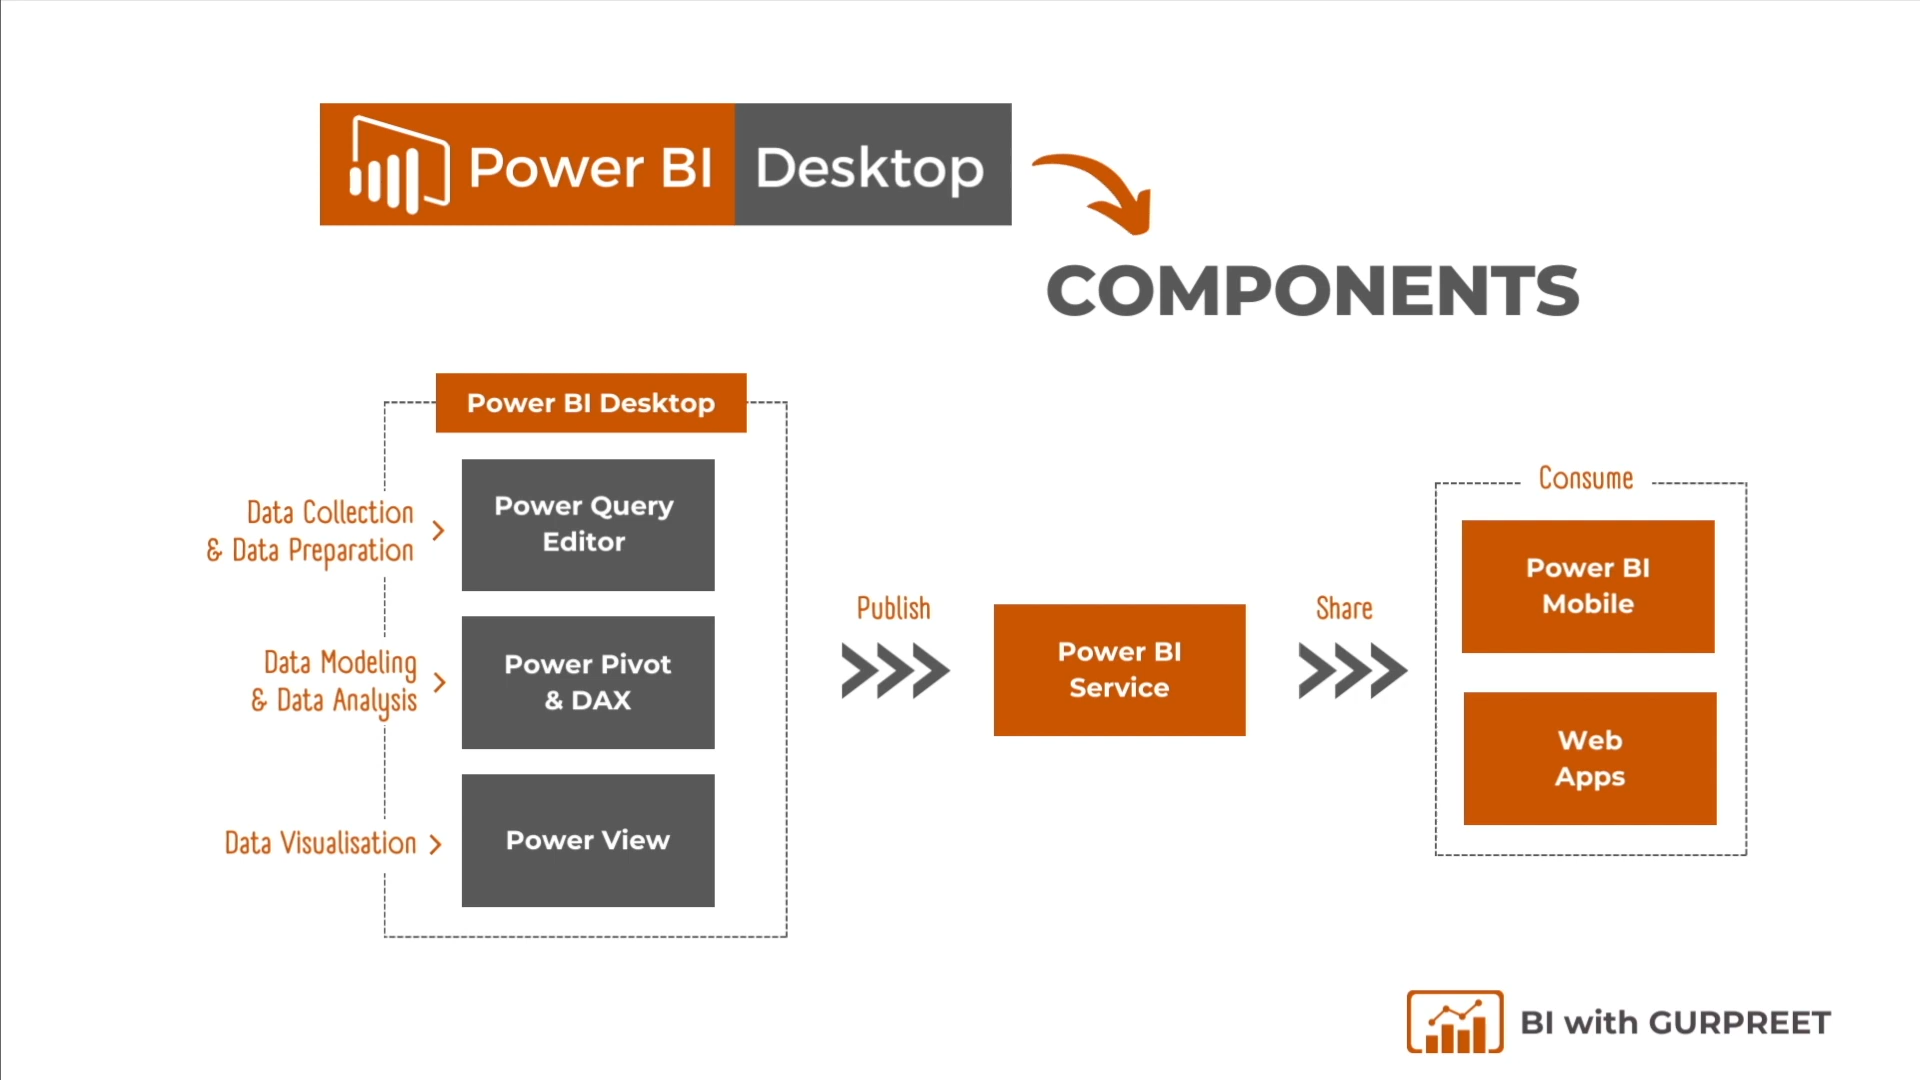 Power BI Desktop
COMPONENTS
Power BI Desktop
Data Collection
& Data Preparation
Power Query
Editor
Data Modeling
& Data Analysis
Power Pivot
& DAX
Data Visualisation
Power View
Publish
Power BI
Service
Share
Consume
Power BI
Mobile
Web
Apps
BI with GURPREET